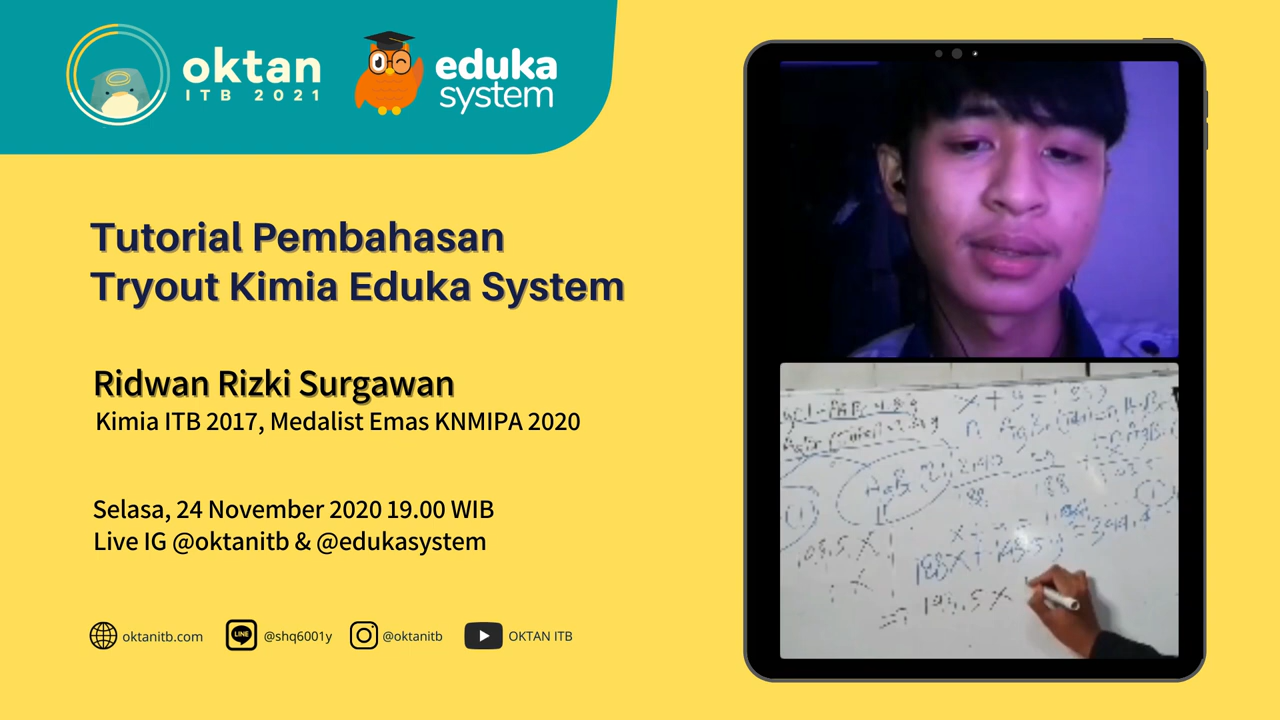 oktan
ITB 2021
eduka
system
Tutorial Pembahasan
Tryout Kimia Eduka System
Ridwan Rizki Surgawan
Kimia ITB 2017, Medalist Emas KNMIPA 2020
Selasa, 24 November 2020 19.00 WIB
Live IG @oktanitb & @edukasystem
oktanitb.com
LINE
@shq6001y
@oktanitb
OKTAN ITB
x + y =